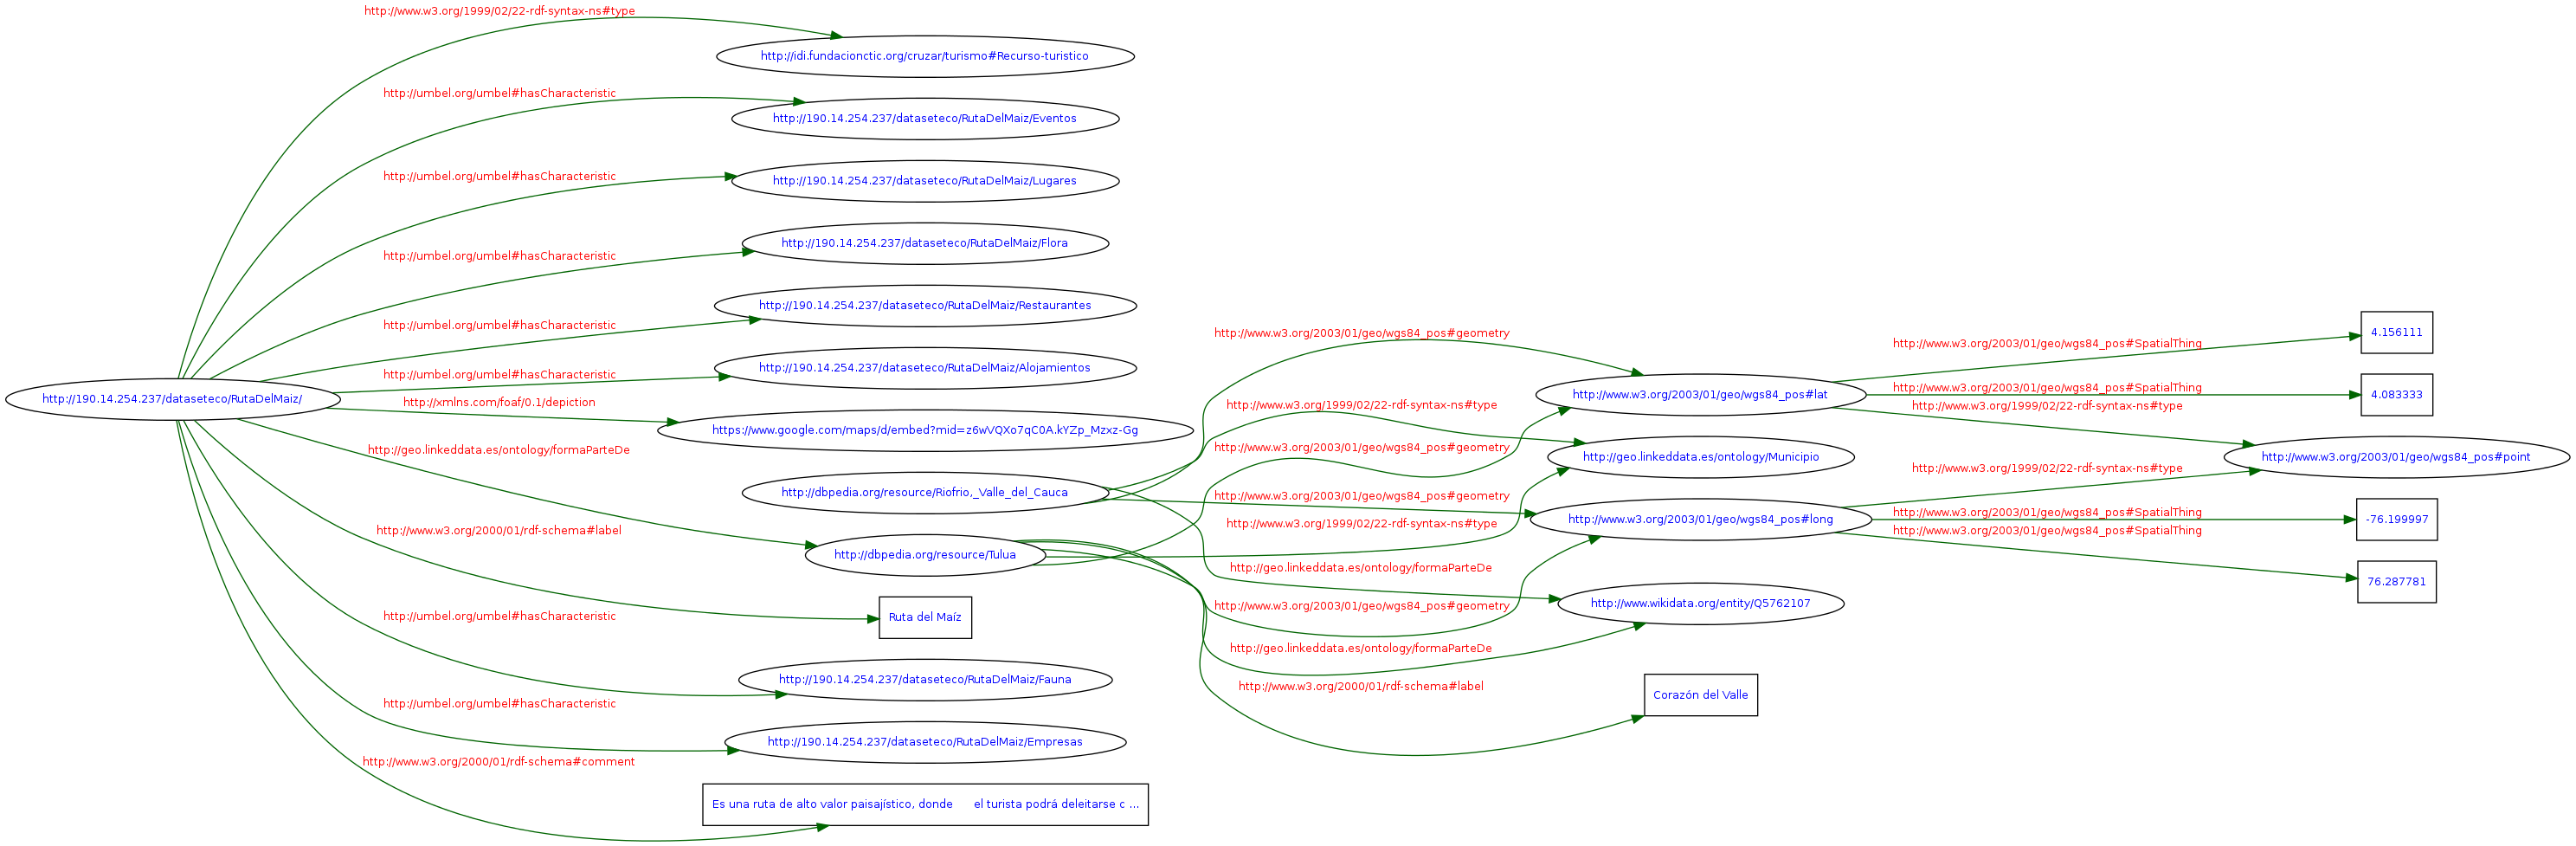 http://www.w3.org/1999/02/22-rdf-syntax-ns#type
http://idi.fundacionctic.org/cruzar/turismo#Recurso-turistico
http://umbel.org/umbel#hasCharacteristic
http://190.14.254.237/dataseteco/RutaDelMaiz/Eventos
http://umbel.org/umbel#hasCharacteristic
http://190.14.254.237/dataseteco/RutaDelMaiz/Lugares
http://umbel.org/umbel#hasCharacteristic
http://190.14.254.237/dataseteco/RutaDelMaiz/Flora
http://umbel.org/umbel#hasCharacteristic
http://190.14.254.237/dataseteco/RutaDelMaiz/Restaurantes
http://umbel.org/umbel#hasCharacteristic
http://190.14.254.237/dataseteco/RutaDelMaiz/Alojamientos
http://190.14.254.237/dataseteco/RutaDelMaiz/
http://xmlns.com/foaf/0.1/depiction
https://www.google.com/maps/d/embed?mid=z6wVQXo7qC0A.kYZp_Mzxz-Gg
http://geo.linkeddata.es/ontology/formaParteDe
http://dbpedia.org/resource/Riofrio,_Valle_del_Cauca
http://dbpedia.org/resource/Tulua
http://www.w3.org/2000/01/rdf-schema#label
Ruta del Maíz
http://umbel.org/umbel#hasCharacteristic
http://190.14.254.237/dataseteco/RutaDelMaiz/Fauna
http://umbel.org/umbel#hasCharacteristic
http://190.14.254.237/dataseteco/RutaDelMaiz/Empresas
http://www.w3.org/2000/01/rdf-schema#comment
Es una ruta de alto valor paisajístico, donde el turista podrá deleitarse c ...
http://www.w3.org/2003/01/geo/wgs84_pos#geometry
http://www.w3.org/1999/02/22-rdf-syntax-ns#type
http://www.w3.org/2003/01/geo/wgs84_pos#geometry
http://www.w3.org/2003/01/geo/wgs84_pos#geometry
http://www.w3.org/1999/02/22-rdf-syntax-ns#type
http://geo.linkeddata.es/ontology/formaParteDe
http://www.w3.org/2003/01/geo/wgs84_pos#geometry
http://geo.linkeddata.es/ontology/formaParteDe
http://www.w3.org/2000/01/rdf-schema#label
http://www.w3.org/2003/01/geo/wgs84_pos#lat
http://geo.linkeddata.es/ontology/Municipio
http://www.w3.org/2003/01/geo/wgs84_pos#long
http://www.wikidata.org/entity/Q5762107
Corazón del Valle
http://www.w3.org/2003/01/geo/wgs84_pos#SpatialThing
http://www.w3.org/2003/01/geo/wgs84_pos#SpatialThing
http://www.w3.org/1999/02/22-rdf-syntax-ns#type
http://www.w3.org/1999/02/22-rdf-syntax-ns#type
http://www.w3.org/2003/01/geo/wgs84_pos#SpatialThing
http://www.w3.org/2003/01/geo/wgs84_pos#SpatialThing
4.156111
4.083333
http://www.w3.org/2003/01/geo/wgs84_pos#point
-76.199997
76.287781